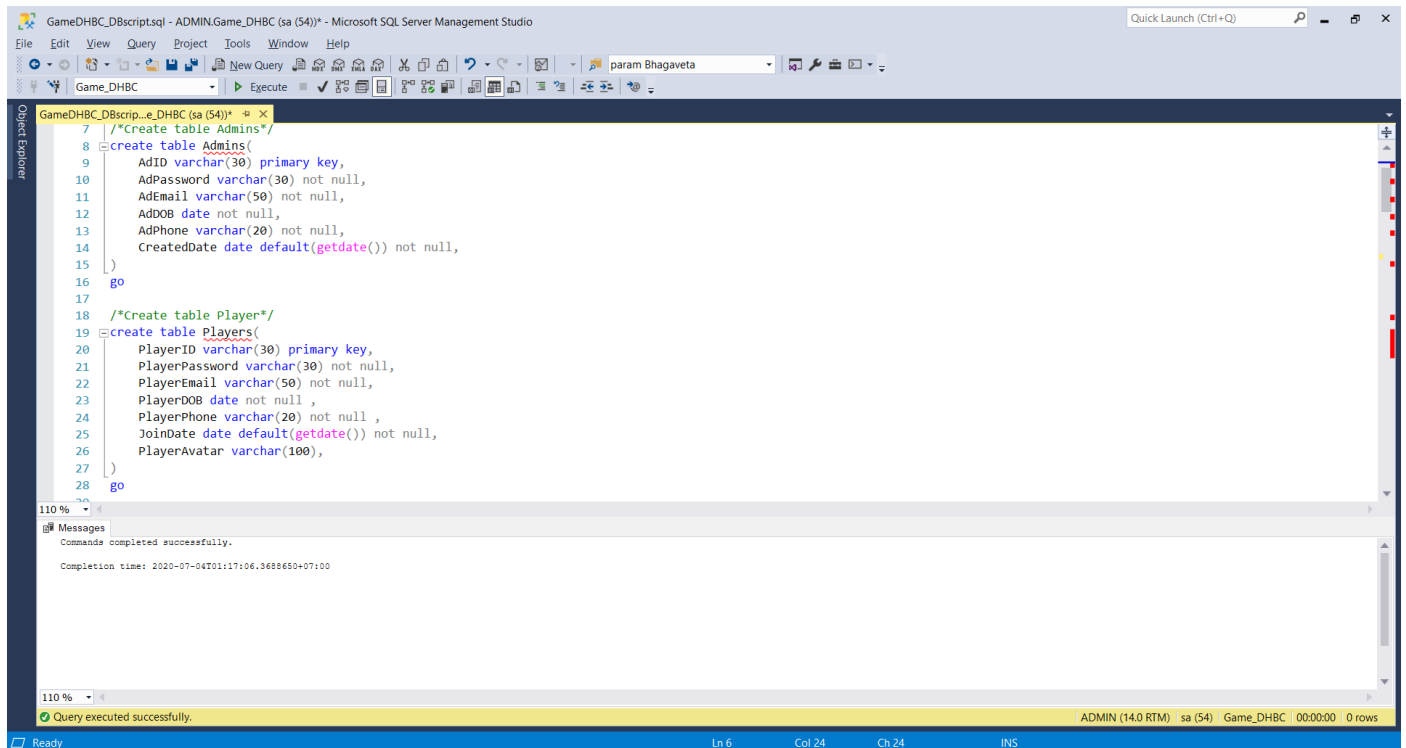 GameDHBC_DBscript.sql - ADMIN.Game_DHBC (sa (54))* - Microsoft SQL Server Management Studio
Quick Launch (Ctrl+Q)
File Edit View Query Project Tools Window Help
New Query MDX DMX XMLA DAX param Bhagaveta
Game_DHBC Execute
Object Explorer
GameDHBC_DBscrip...e_DHBC (sa (54))*
7 /*Create table Admins*/
8 create table Admins(
9 AdID varchar(30) primary key,
10 AdPassword varchar(30) not null,
11 AdEmail varchar(50) not null,
12 AdDOB date not null,
13 AdPhone varchar(20) not null,
14 CreatedDate date default(getdate()) not null,
15 )
16 go
17
18 /*Create table Player*/
19 create table Players(
20 PlayerID varchar(30) primary key,
21 PlayerPassword varchar(30) not null,
22 PlayerEmail varchar(50) not null,
23 PlayerDOB date not null ,
24 PlayerPhone varchar(20) not null ,
25 JoinDate date default(getdate()) not null,
26 PlayerAvatar varchar(100),
27 )
28 go
110 %
Messages
Commands completed successfully.
Completion time: 2020-07-04T01:17:06.3688650+07:00
110 %
Query executed successfully. ADMIN (14.0 RTM) sa (54) Game_DHBC 00:00:00 0 rows
Ready Ln 6 Col 24 Ch 24 INS